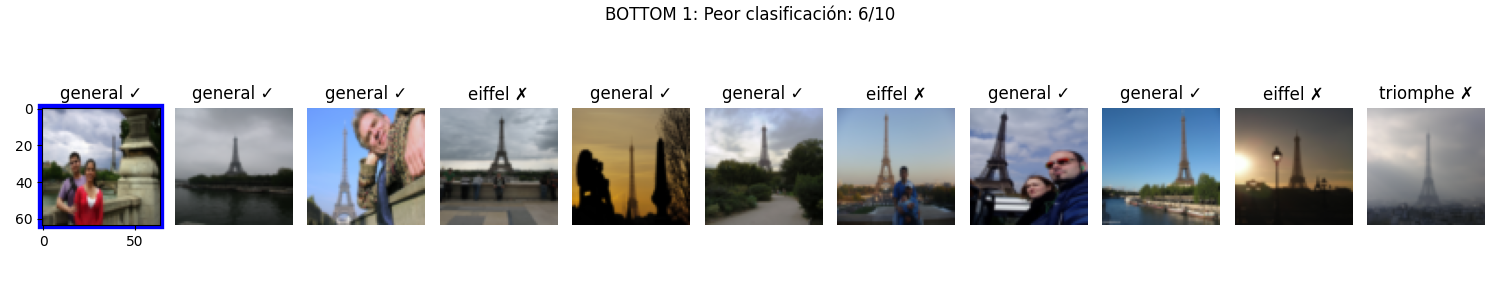 BOTTOM 1: Peor clasificación: 6/10
general ✓ general ✓ general ✓ eiffel ✗ general ✓ general ✓ eiffel ✗ general ✓ general ✓ eiffel ✗ triomphe ✗
0
20
40
60
0 50